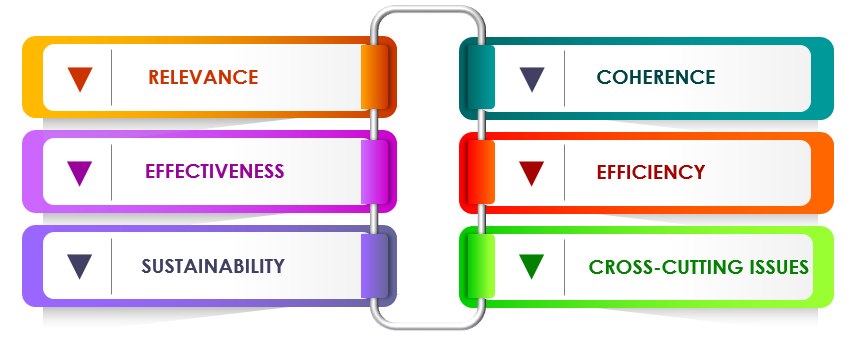 RELEVANCE
COHERENCE
EFFECTIVENESS
EFFICIENCY
SUSTAINABILITY
CROSS-CUTTING ISSUES